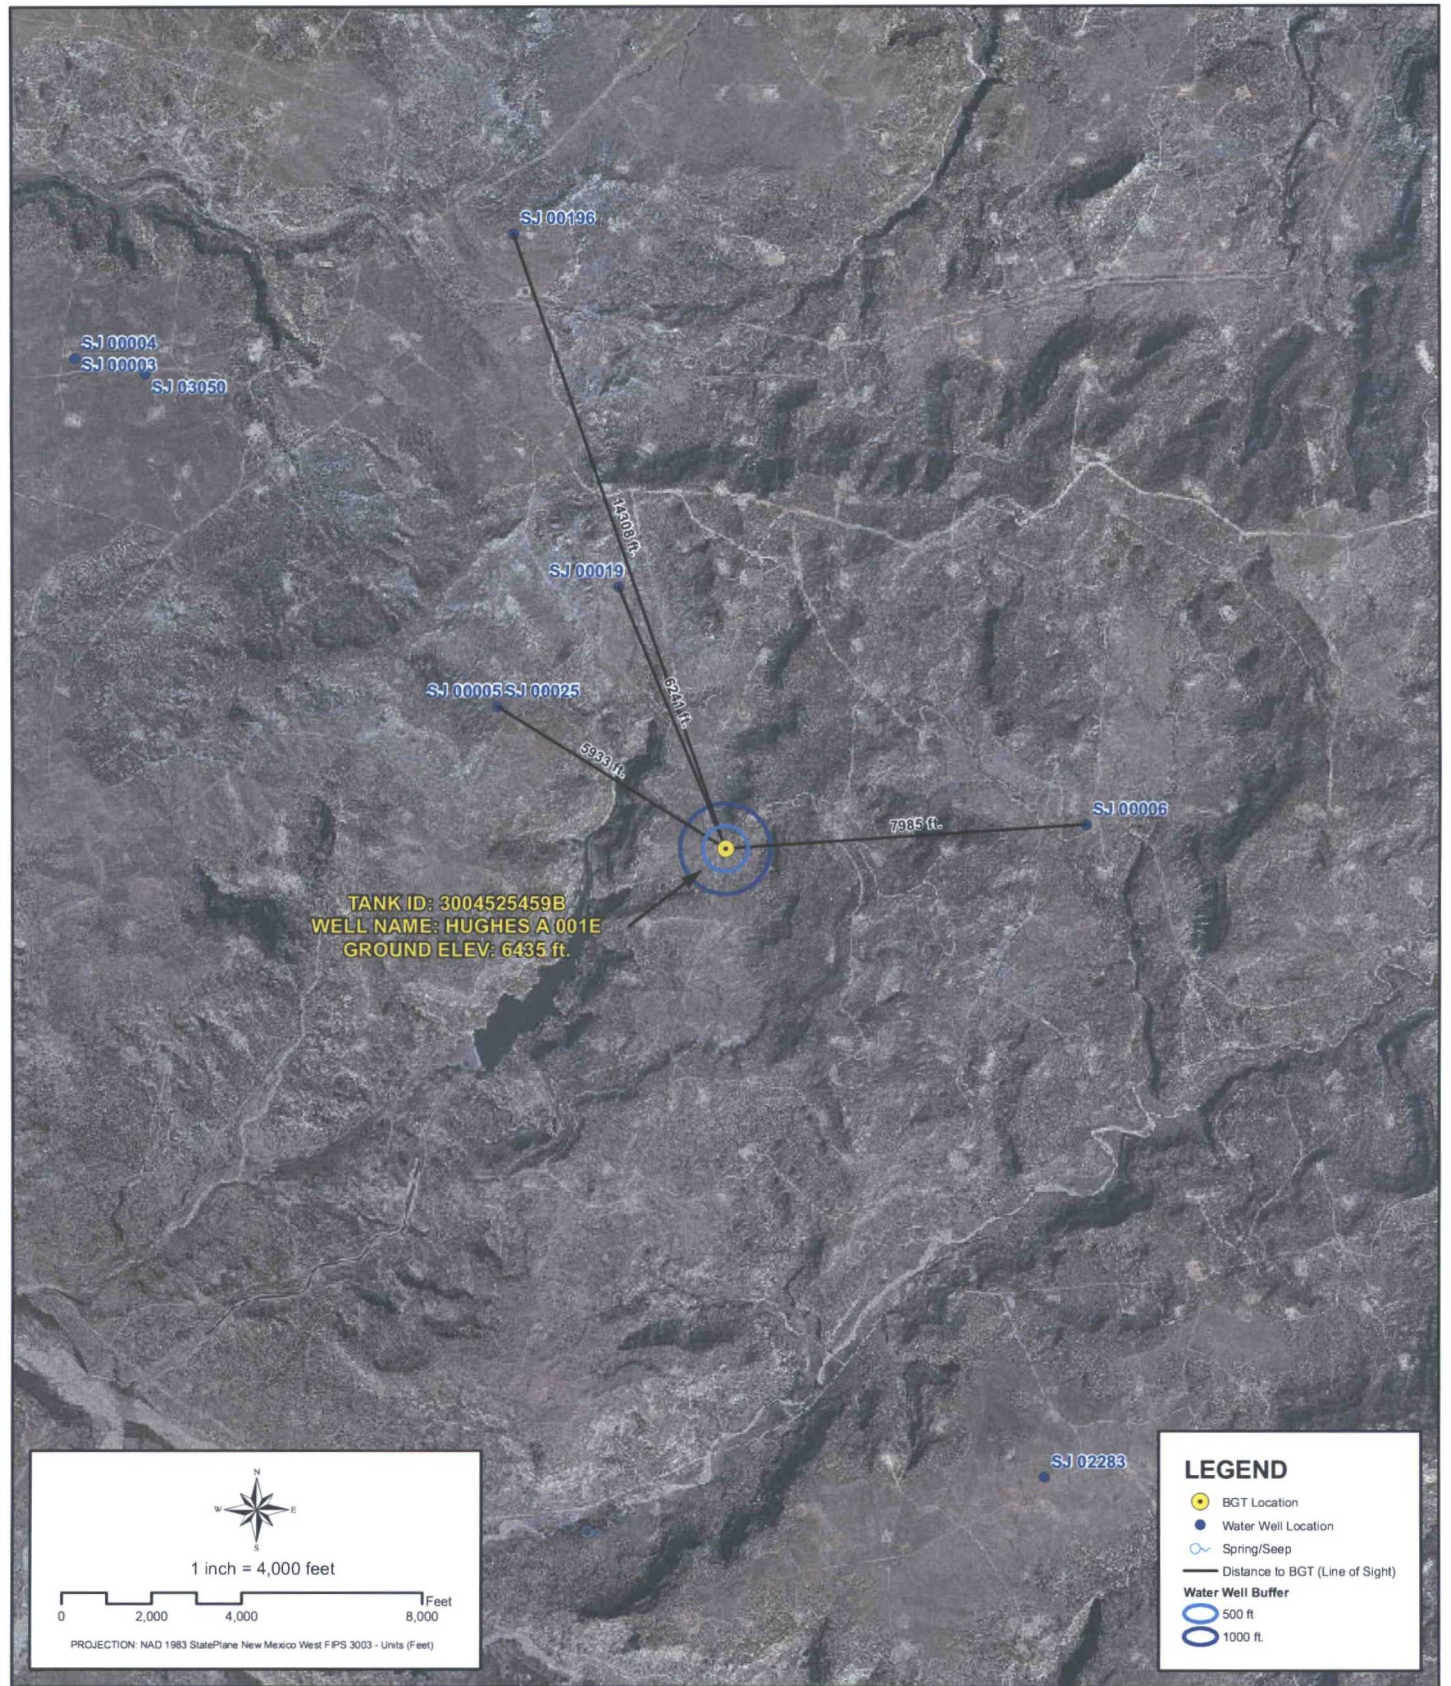 SJ 00196
SJ 00004
SJ 00003
SJ 03050
14308 ft.
SJ 00019
6241 ft.
SJ 00005 SJ 00025
5933 ft.
SJ 00006
7985 ft.
TANK ID: 3004525459B
WELL NAME: HUGHES A 001E
GROUND ELEV: 6435 ft.
SJ 02283
N
W E
S
1 inch = 4,000 feet
Feet
0 2,000 4,000 8,000
PROJECTION: NAD 1983 StatePlane New Mexico West FIPS 3003 - Units (Feet)
LEGEND
BGT Location
Water Well Location
Spring/Seep
Distance to BGT (Line of Sight)
Water Well Buffer
500 ft
1000 ft.